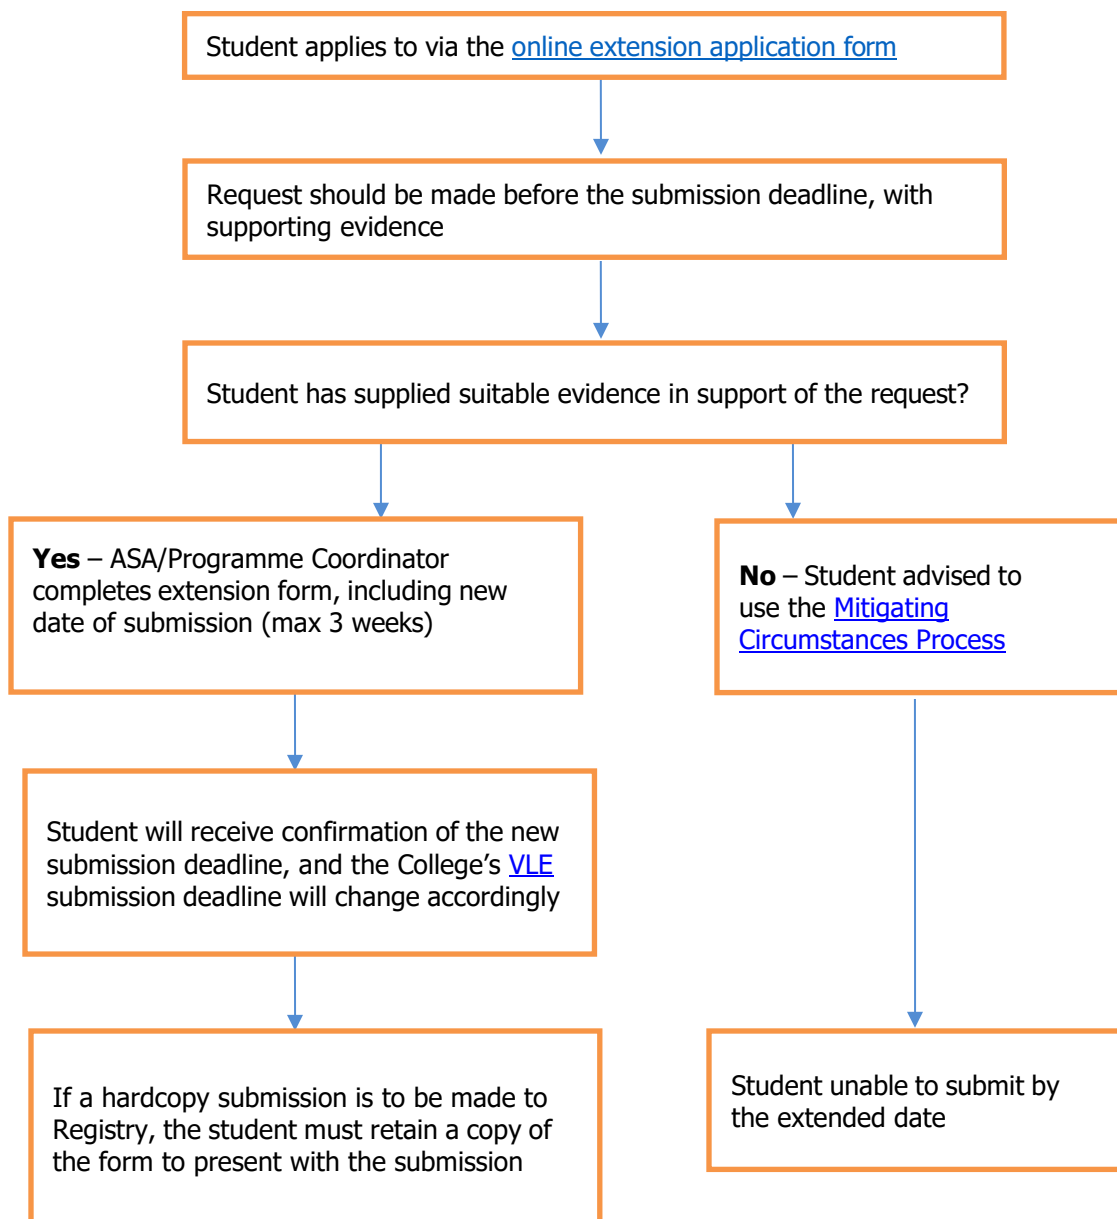 Student applies to via the online extension application form
Request should be made before the submission deadline, with
supporting evidence
Student has supplied suitable evidence in support of the request?
Yes – ASA/Programme Coordinator
completes extension form, including new
date of submission (max 3 weeks)
No – Student advised to
use the Mitigating
Circumstances Process
Student will receive confirmation of the new
submission deadline, and the College’s VLE
submission deadline will change accordingly
If a hardcopy submission is to be made to
Registry, the student must retain a copy of
the form to present with the submission
Student unable to submit by
the extended date